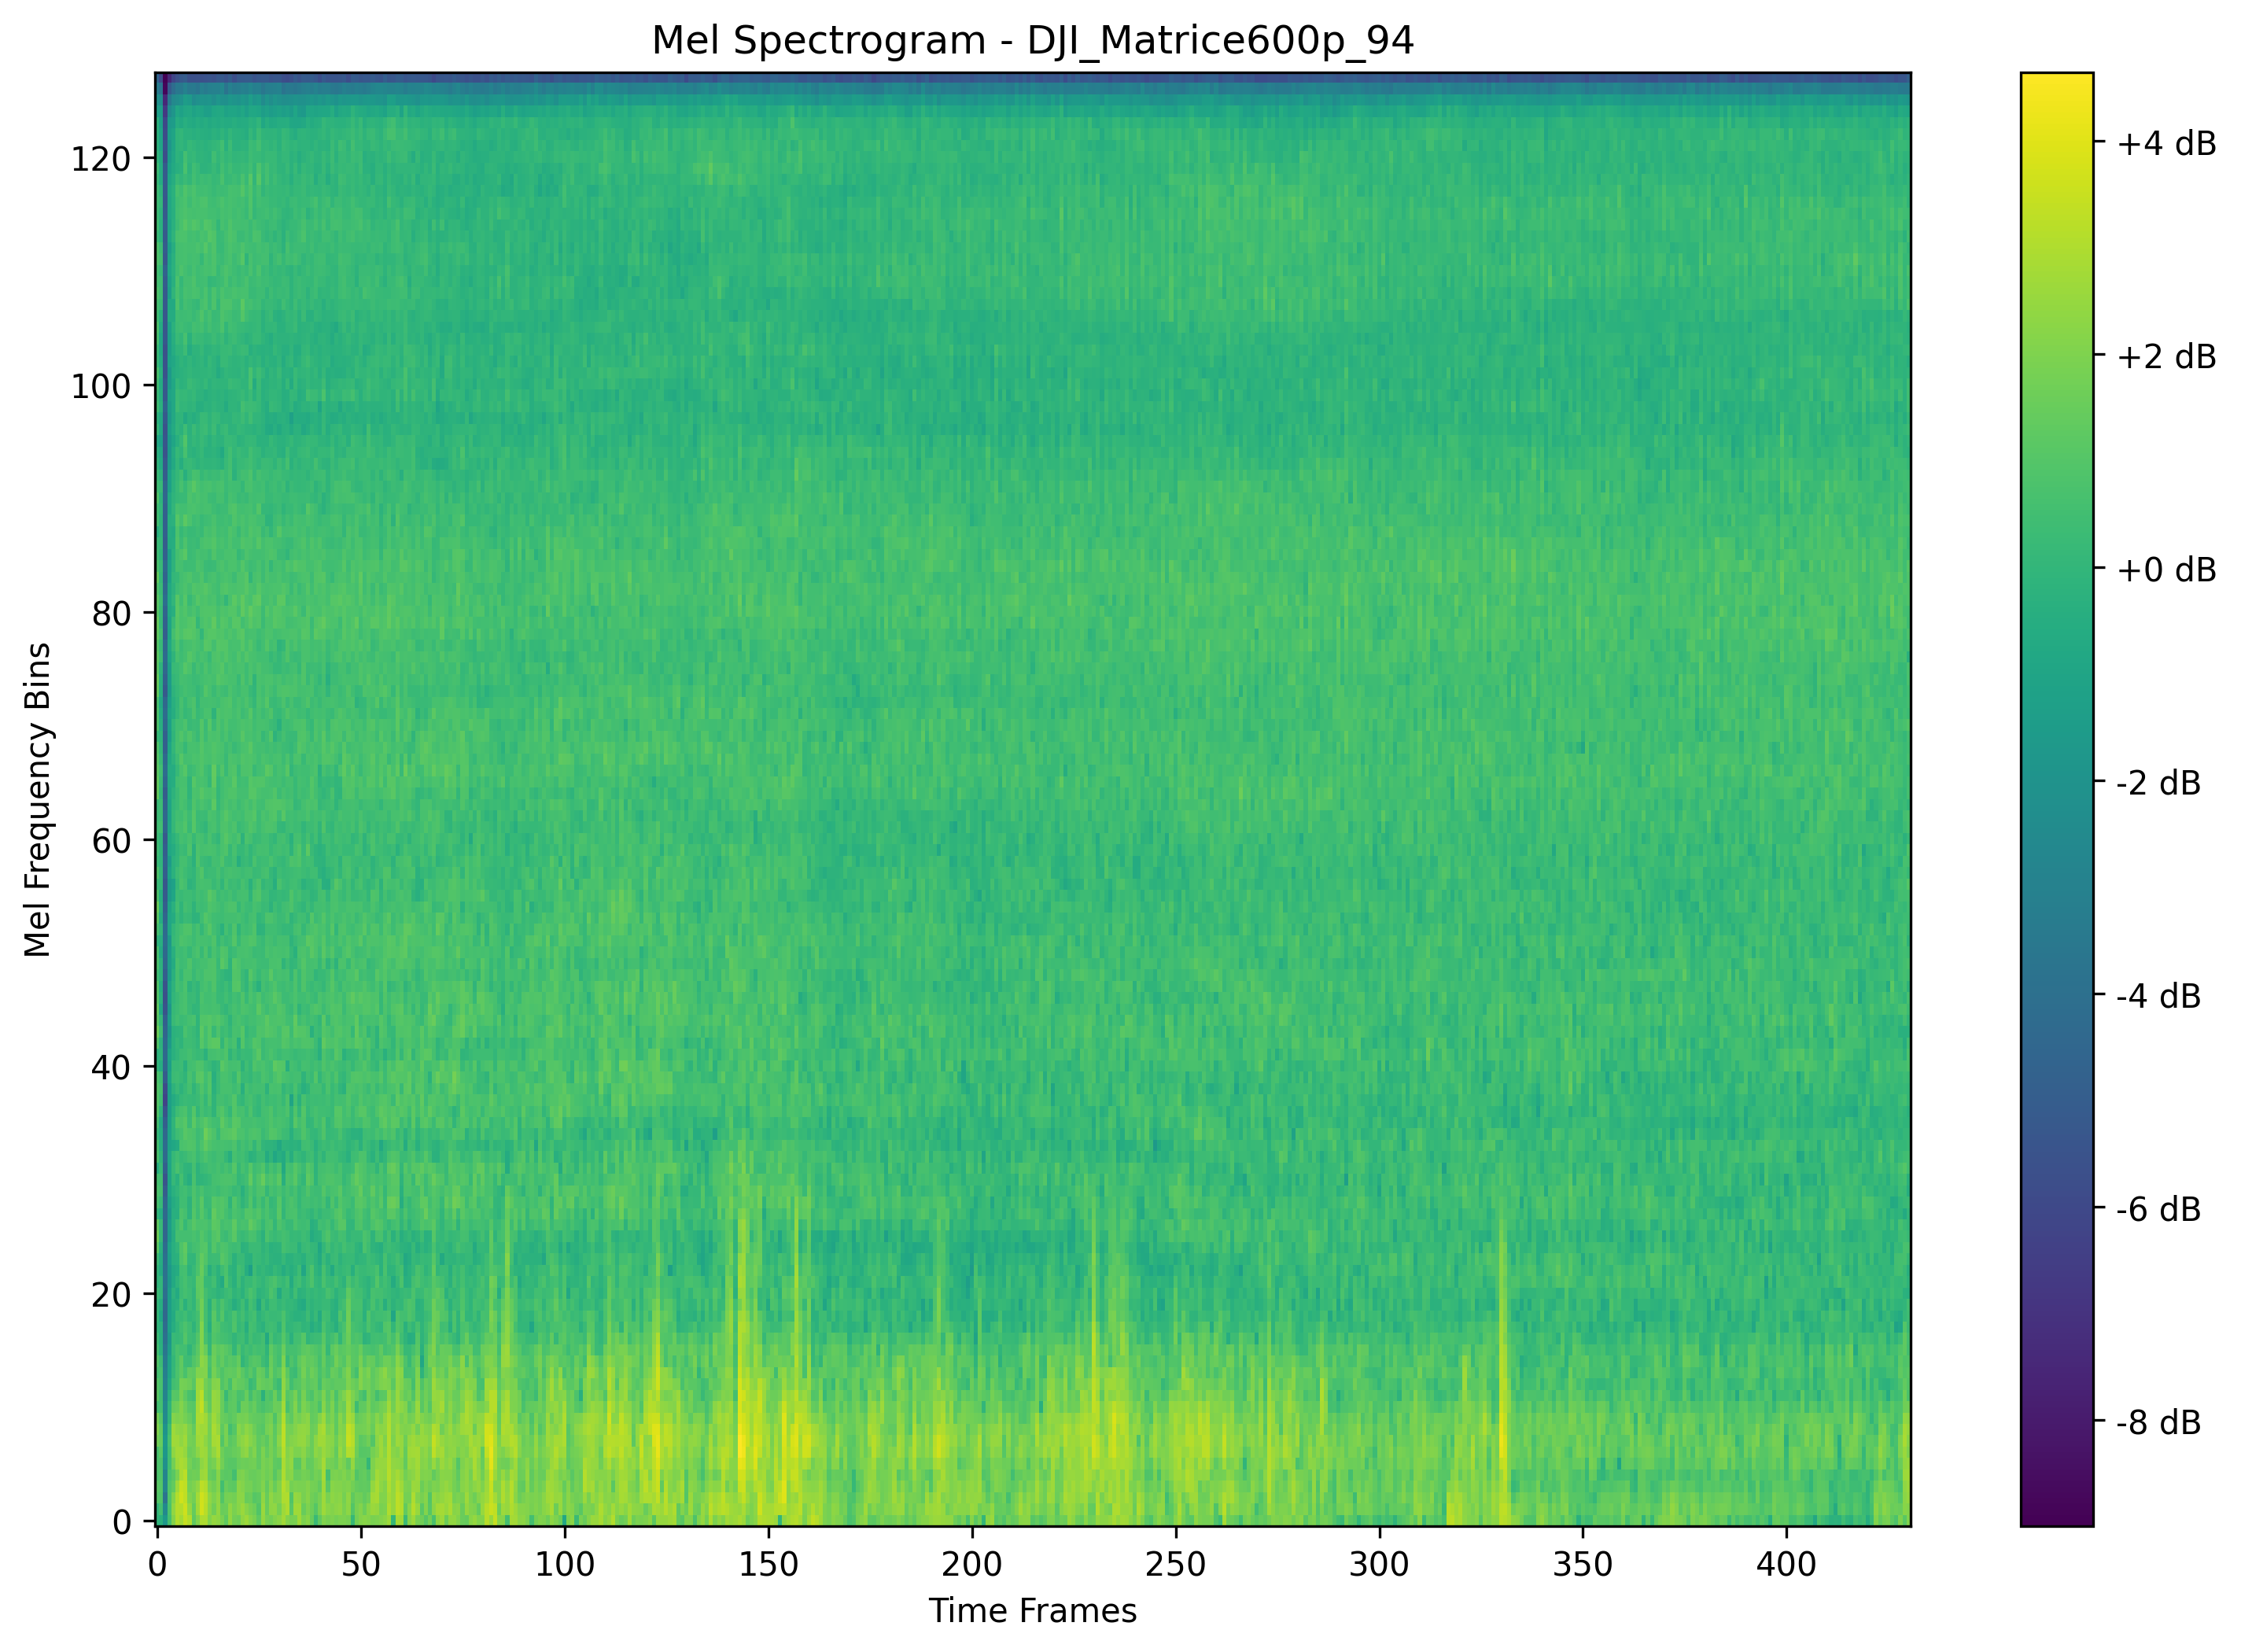 Mel Spectrogram - DJI_Matrice600p_94
Mel Frequency Bins
120
100
80
60
40
20
0
0 50 100 150 200 250 300 350 400
Time Frames
+4 dB
+2 dB
+0 dB
-2 dB
-4 dB
-6 dB
-8 dB